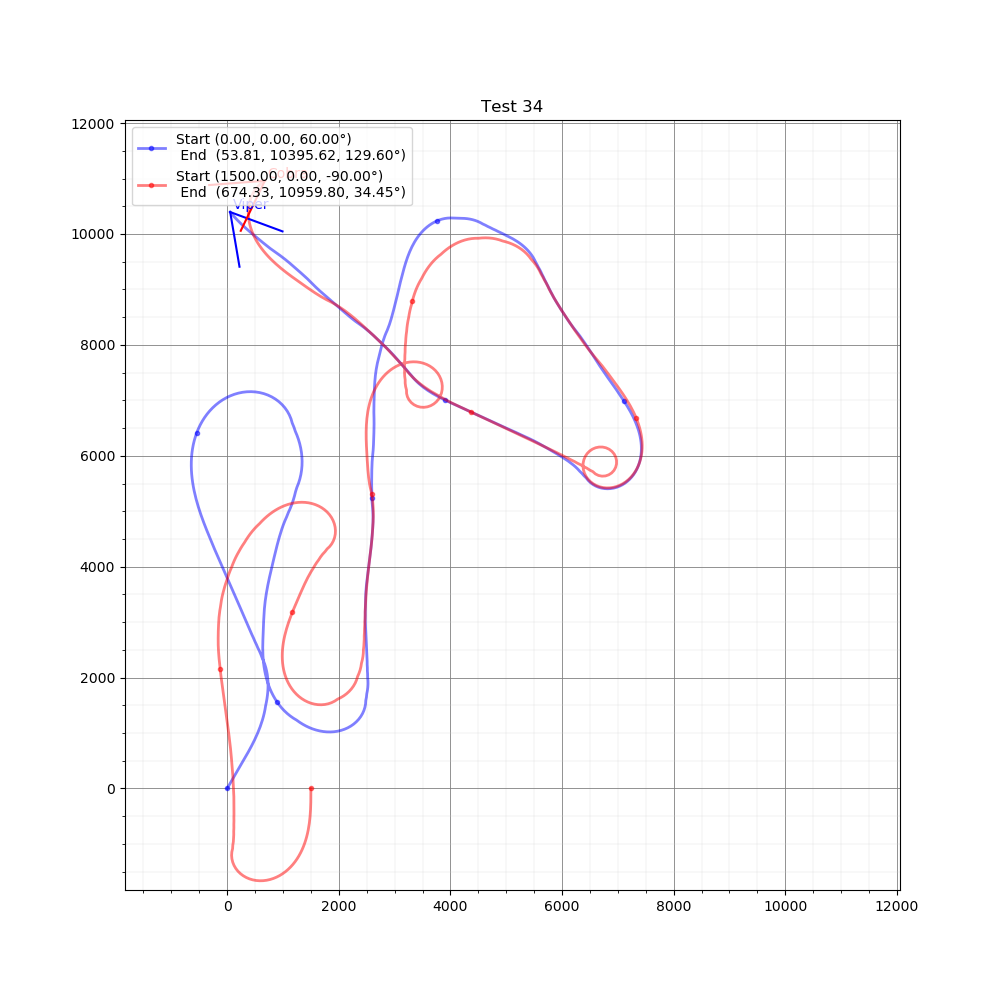 Test 34
Start (0.00, 0.00, 60.00°)
End (53.81, 10395.62, 129.60°)
Start (1500.00, 0.00, -90.00°)
End (674.33, 10959.80, 34.45°)
Viper
12000
10000
8000
6000
4000
2000
0
0 2000 4000 6000 8000 10000 12000